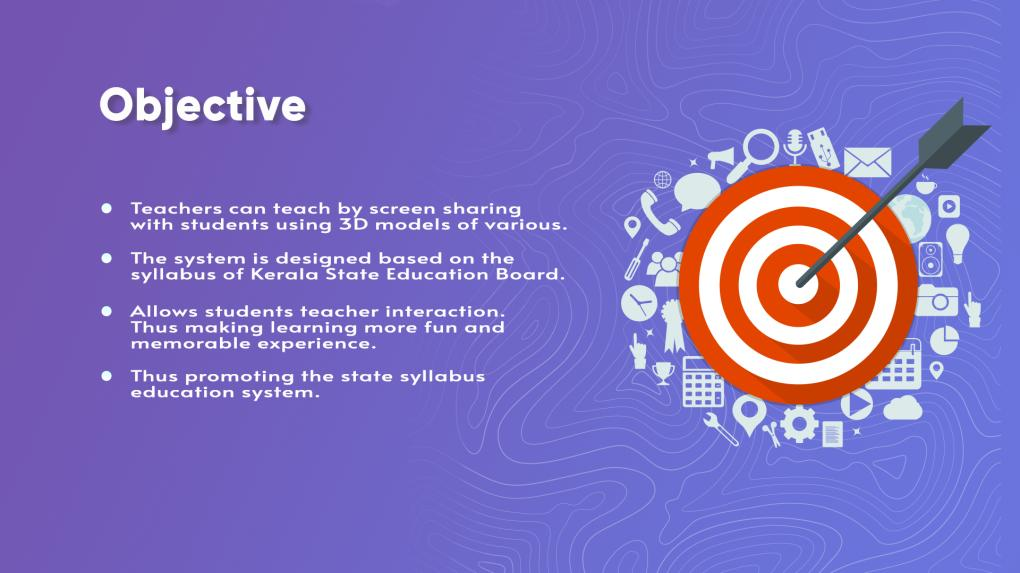 Objective
Teachers can teach by screen sharing
with students using 3D models of various.
The system is designed based on the
syllabus of Kerala State Education Board.
Allows students teacher interaction.
Thus making learning more fun and
memorable experience.
Thus promoting the state syllabus
education system.